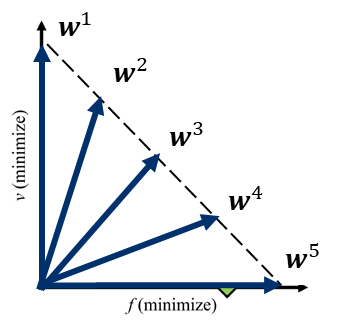 w¹
w²
w³
w⁴
w⁵
v (minimize)
f (minimize)